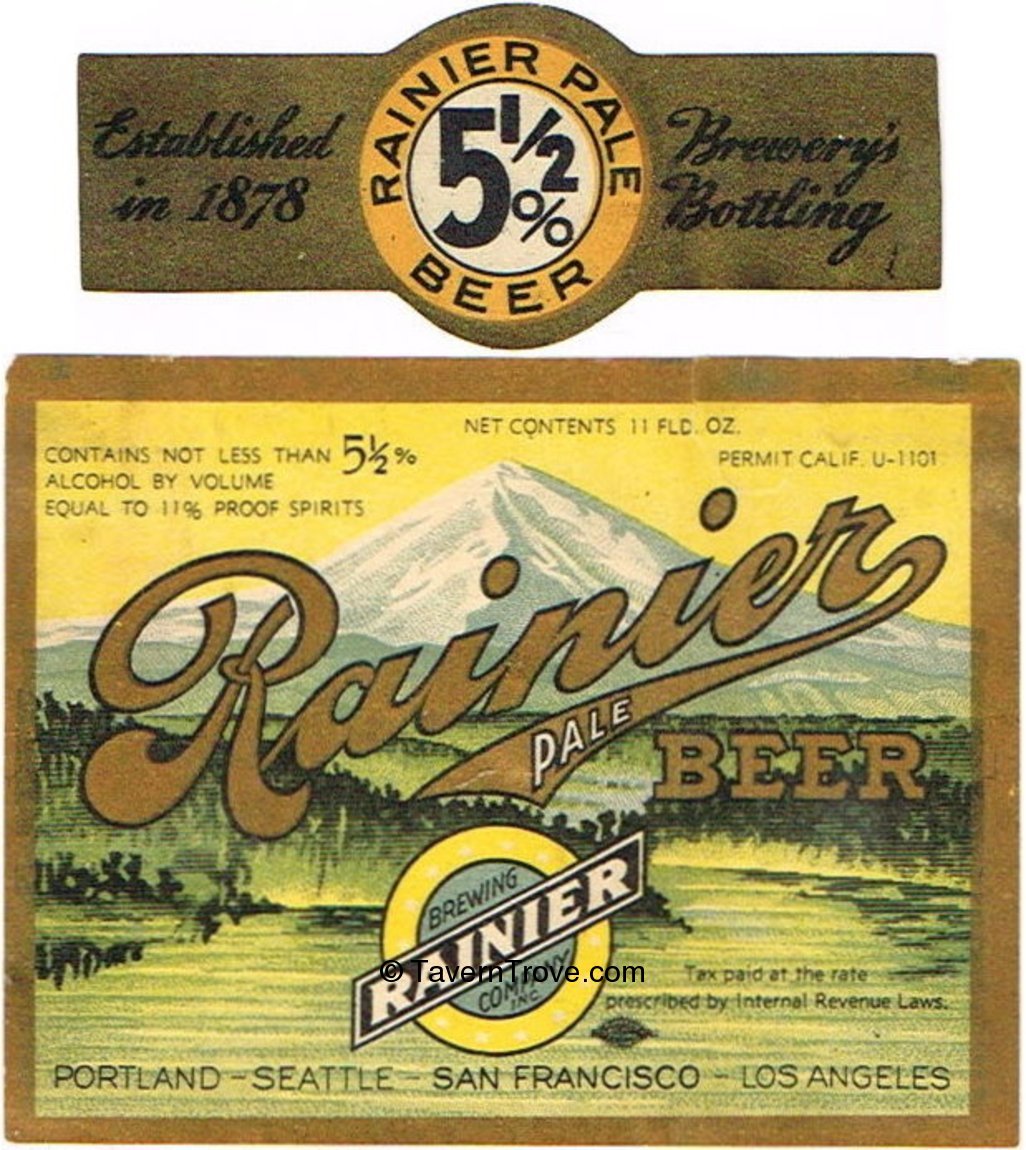 Established
in 1878
RAINIER PALE
5 1/2 %
BEER
Brewery's
Bottling
NET CONTENTS 11 FLD. OZ.
CONTAINS NOT LESS THAN 5½%
ALCOHOL BY VOLUME
EQUAL TO 11% PROOF SPIRITS
PERMIT CALIF. U-1101
Rainier
PALE
BEER
BREWING
RAINIER
COMPANY
INC
© TavernTrove.com
Tax paid at the rate
prescribed by Internal Revenue Laws.
PORTLAND - SEATTLE - SAN FRANCISCO - LOS ANGELES